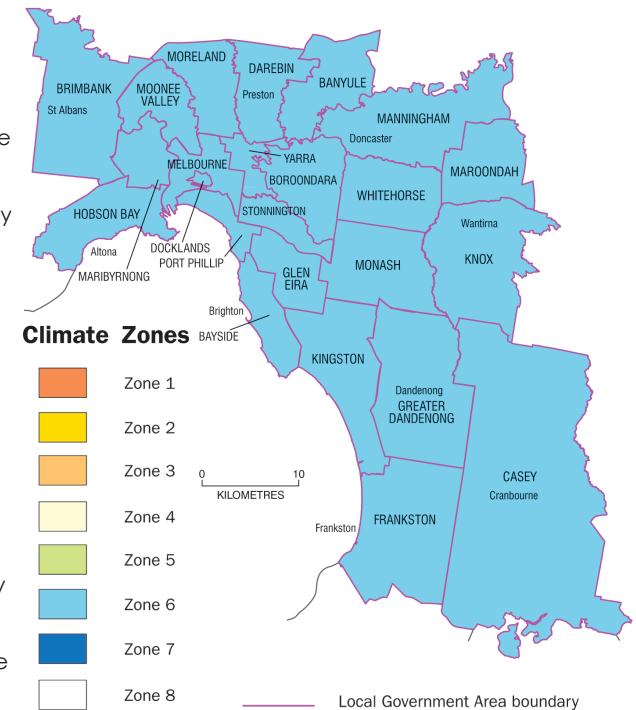 MORELAND
DAREBIN
BRIMBANK
MOONEE
VALLEY
BANYULE
St Albans
Preston
MANNINGHAM
Doncaster
e
MELBOURNE
YARRA
MAROONDAH
BOROONDARA
WHITEHORSE
y
HOBSON BAY
STONNINGTON
Wantirna
Altona
DOCKLANDS
PORT PHILLIP
MARIBYRNONG
GLEN
EIRA
MONASH
KNOX
Brighton
BAYSIDE
Climate Zones
KINGSTON
Zone 1
Dandenong
GREATER
DANDENONG
Zone 2
Zone 3
0 10
KILOMETRES
CASEY
Cranbourne
Zone 4
Frankston
FRANKSTON
Zone 5
y
Zone 6
Zone 7
e
Zone 8
Local Government Area boundary